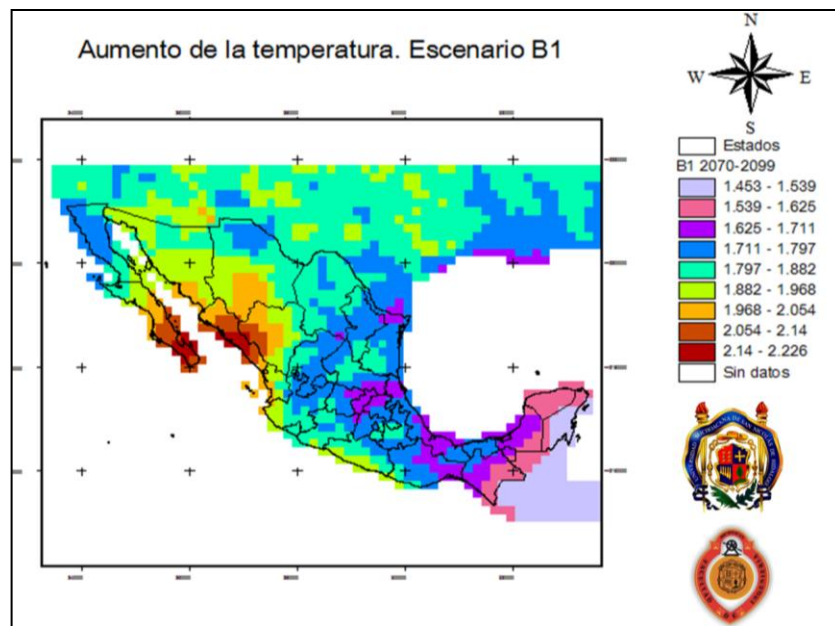 Aumento de la temperatura. Escenario B1
N
W E
S
Estados
B1 2070-2099
1.453 - 1.539
1.539 - 1.625
1.625 - 1.711
1.711 - 1.797
1.797 - 1.882
1.882 - 1.968
1.968 - 2.054
2.054 - 2.14
2.14 - 2.226
Sin datos